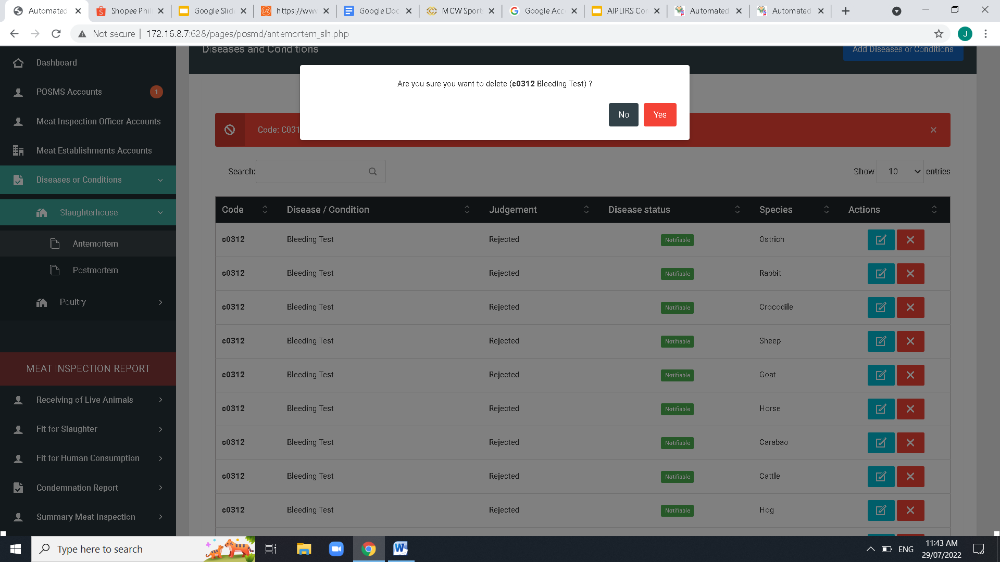 Automated
Shopee Phil
Google Slid
https://ww
Google Doc
MCW Sport
Google Acc
AIPLIRS Co
Automated
Automated
Not secure
172.16.8.7:628/pages/posmd/antemortem_slh.php
J
Diseases and Conditions
Add Diseases or Conditions
Dashboard
POSMS Accounts
1
Meat Inspection Officer Accounts
Meat Establishments Accounts
Diseases or Conditions
Slaughterhouse
Antemortem
Postmortem
Poultry
MEAT INSPECTION REPORT
Receiving of Live Animals
Fit for Slaughter
Fit for Human Consumption
Condemnation Report
Summary Meat Inspection
Are you sure you want to delete (c0312 Bleeding Test) ?
No
Yes
Code: C031
Search:
Show 10 entries
Code Disease / Condition Judgement Disease status Species Actions
c0312 Bleeding Test Rejected Notifiable Ostrich
c0312 Bleeding Test Rejected Notifiable Rabbit
c0312 Bleeding Test Rejected Notifiable Crocodile
c0312 Bleeding Test Rejected Notifiable Sheep
c0312 Bleeding Test Rejected Notifiable Goat
c0312 Bleeding Test Rejected Notifiable Horse
c0312 Bleeding Test Rejected Notifiable Carabao
c0312 Bleeding Test Rejected Notifiable Cattle
c0312 Bleeding Test Rejected Notifiable Hog
Type here to search
ENG
11:43 AM
29/07/2022